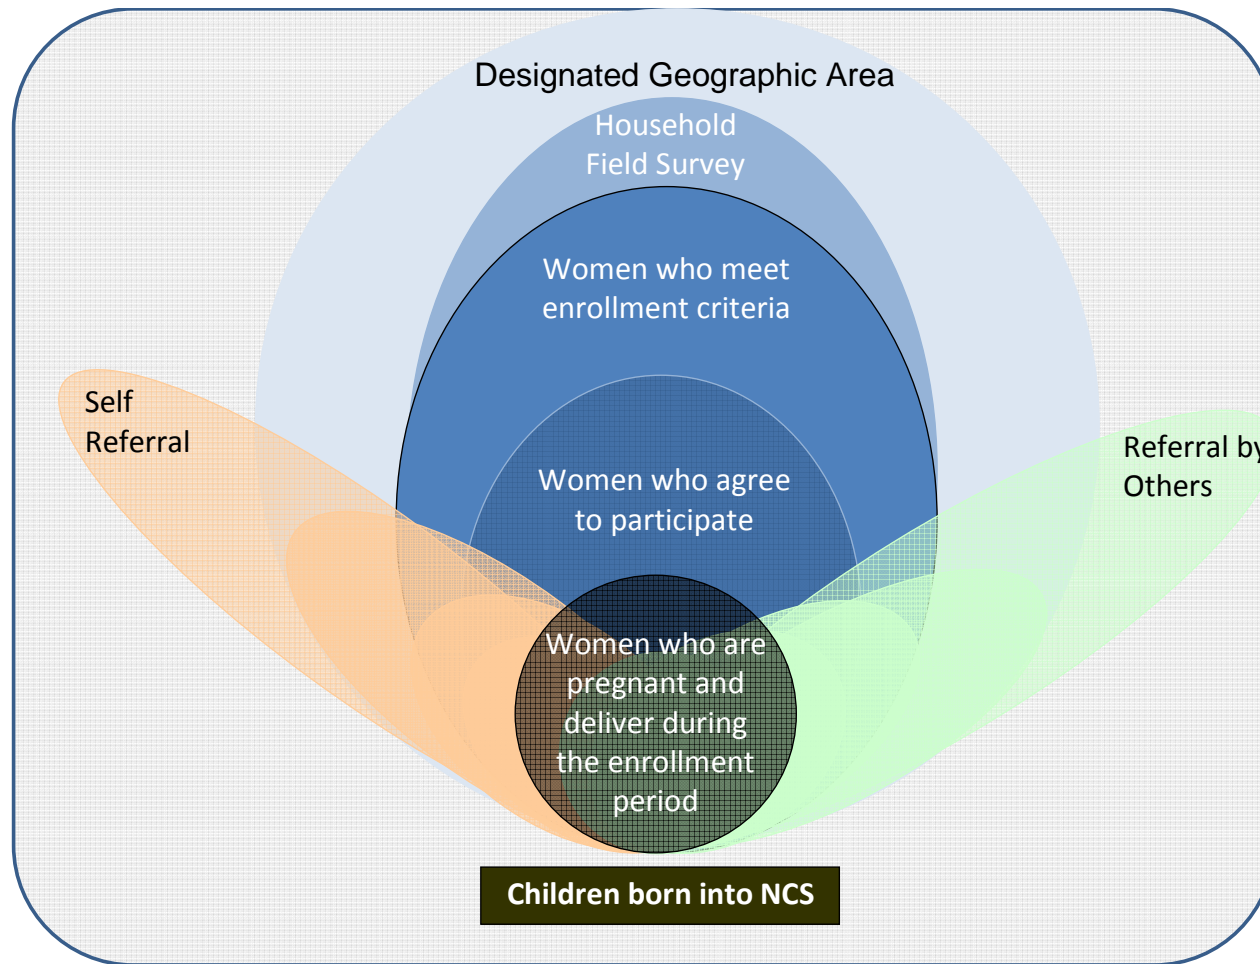 Designated Geographic Area
Household
Field Survey
Women who meet
enrollment criteria
Self
Referral
Referral by
Others
Women who agree
to participate
Women who are
pregnant and
deliver during
the enrollment
period
Children born into NCS